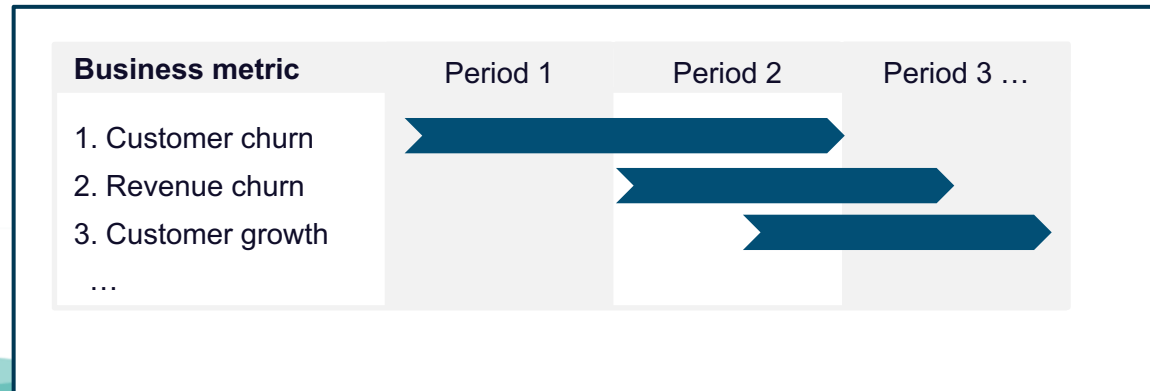 Business metric Period 1 Period 2 Period 3 …
1. Customer churn
2. Revenue churn
3. Customer growth
…